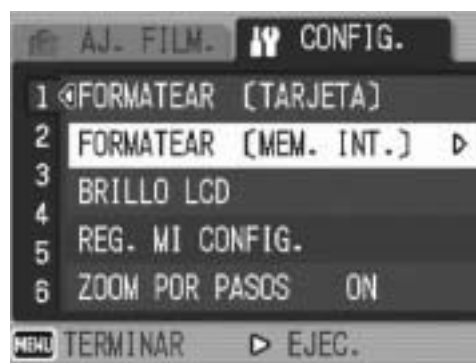 AJ. FILM. CONFIG.
1 FORMATEAR [TARJETA]
2 FORMATEAR [MEM. INT.]
3 BRILLO LCD
4 REG. MI CONFIG.
5
6 ZOOM POR PASOS ON
MENU TERMINAR EJEC.